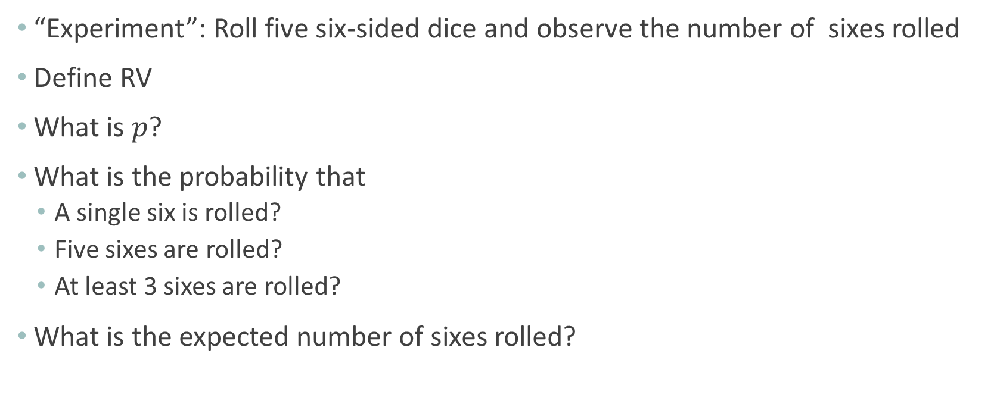 • “Experiment”: Roll five six-sided dice and observe the number of  sixes rolled
• Define RV
• What is 𝑝?
• What is the probability that
• A single six is rolled?
• Five sixes are rolled?
• At least 3 sixes are rolled?
• What is the expected number of sixes rolled?